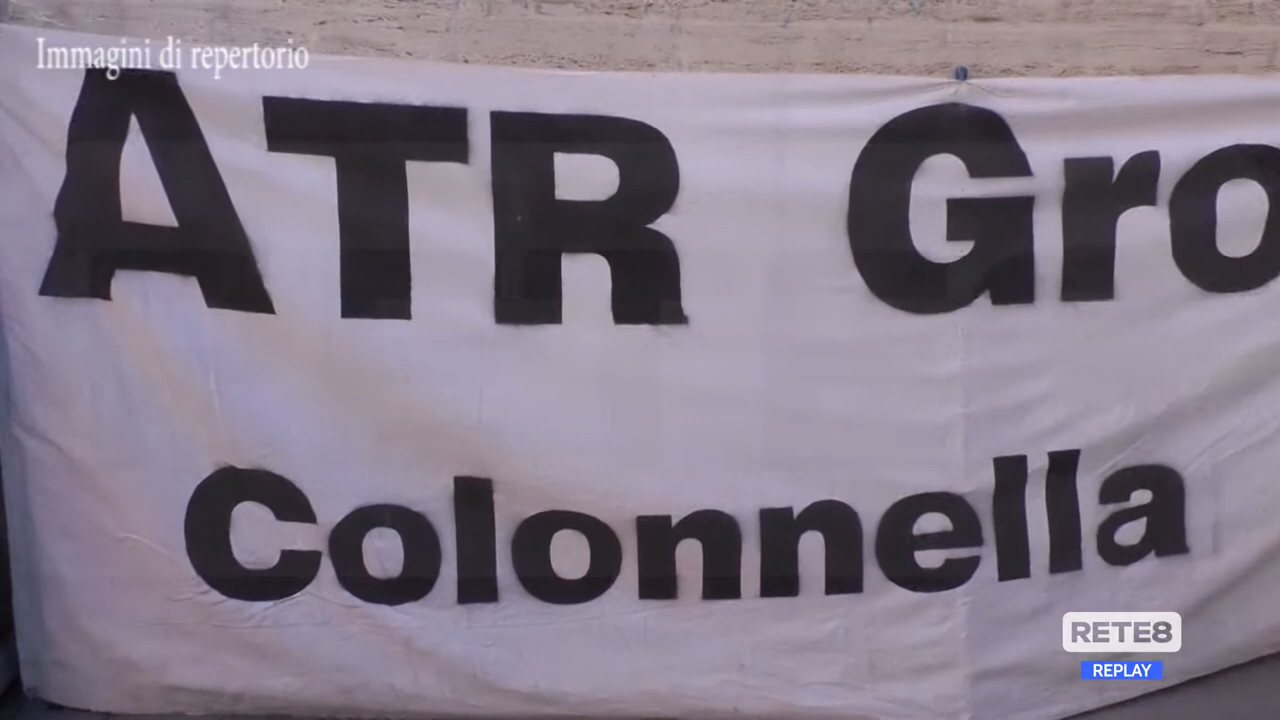 Immagini di repertorio
ATR Gro
Colonnella
RETE8
REPLAY